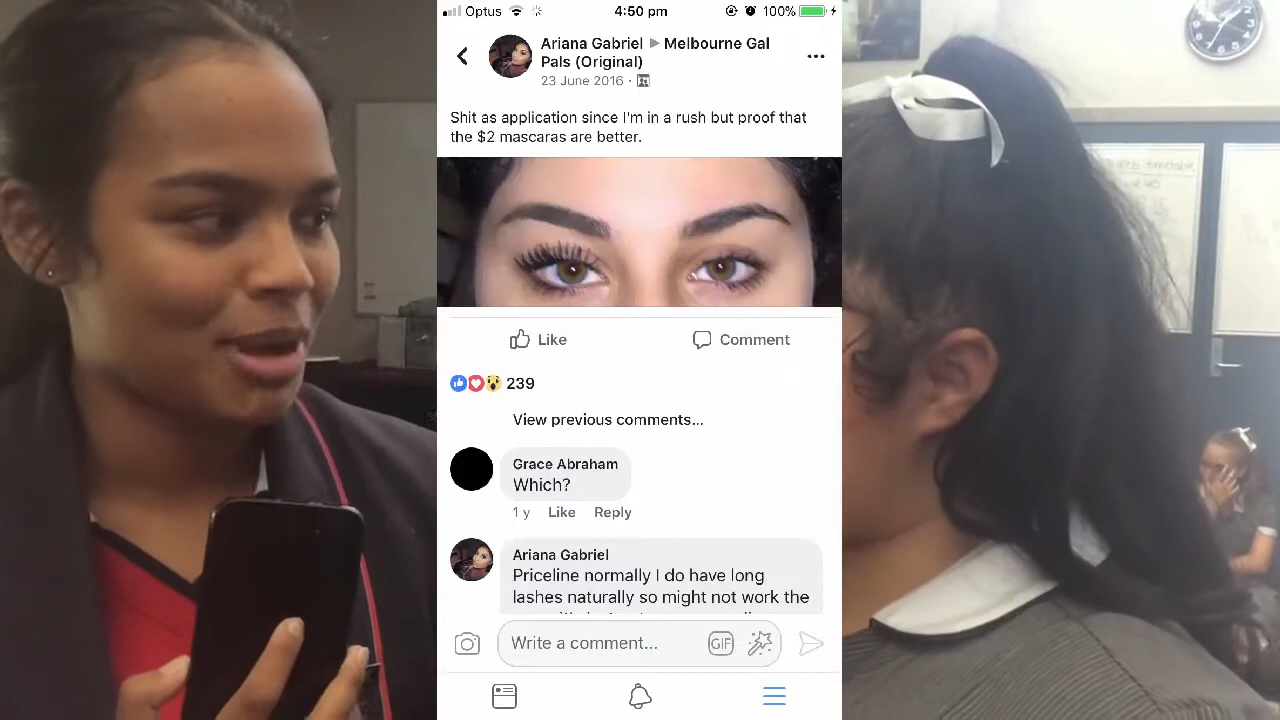 Optus 4:50 pm 100%
Ariana Gabriel ▶ Melbourne Gal
Pals (Original)
23 June 2016 ·
Shit as application since I'm in a rush but proof that
the $2 mascaras are better.
Like Comment
239
View previous comments...
Grace Abraham
Which?
1 y Like Reply
Ariana Gabriel
Priceline normally I do have long
lashes naturally so might not work the
Write a comment... GIF
timetable